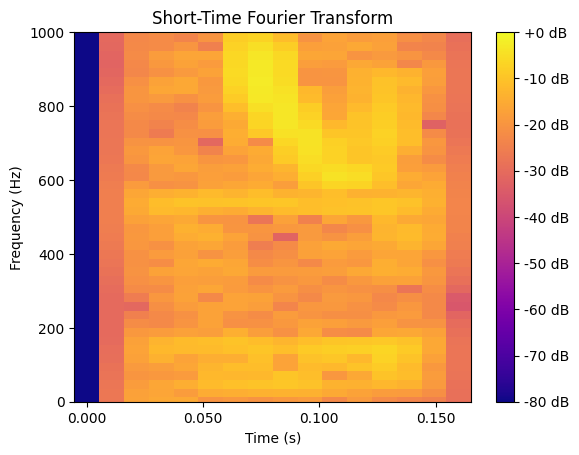 Short-Time Fourier Transform
Frequency (Hz)
1000
800
600
400
200
0
0.000
0.050
0.100
0.150
Time (s)
+0 dB
-10 dB
-20 dB
-30 dB
-40 dB
-50 dB
-60 dB
-70 dB
-80 dB